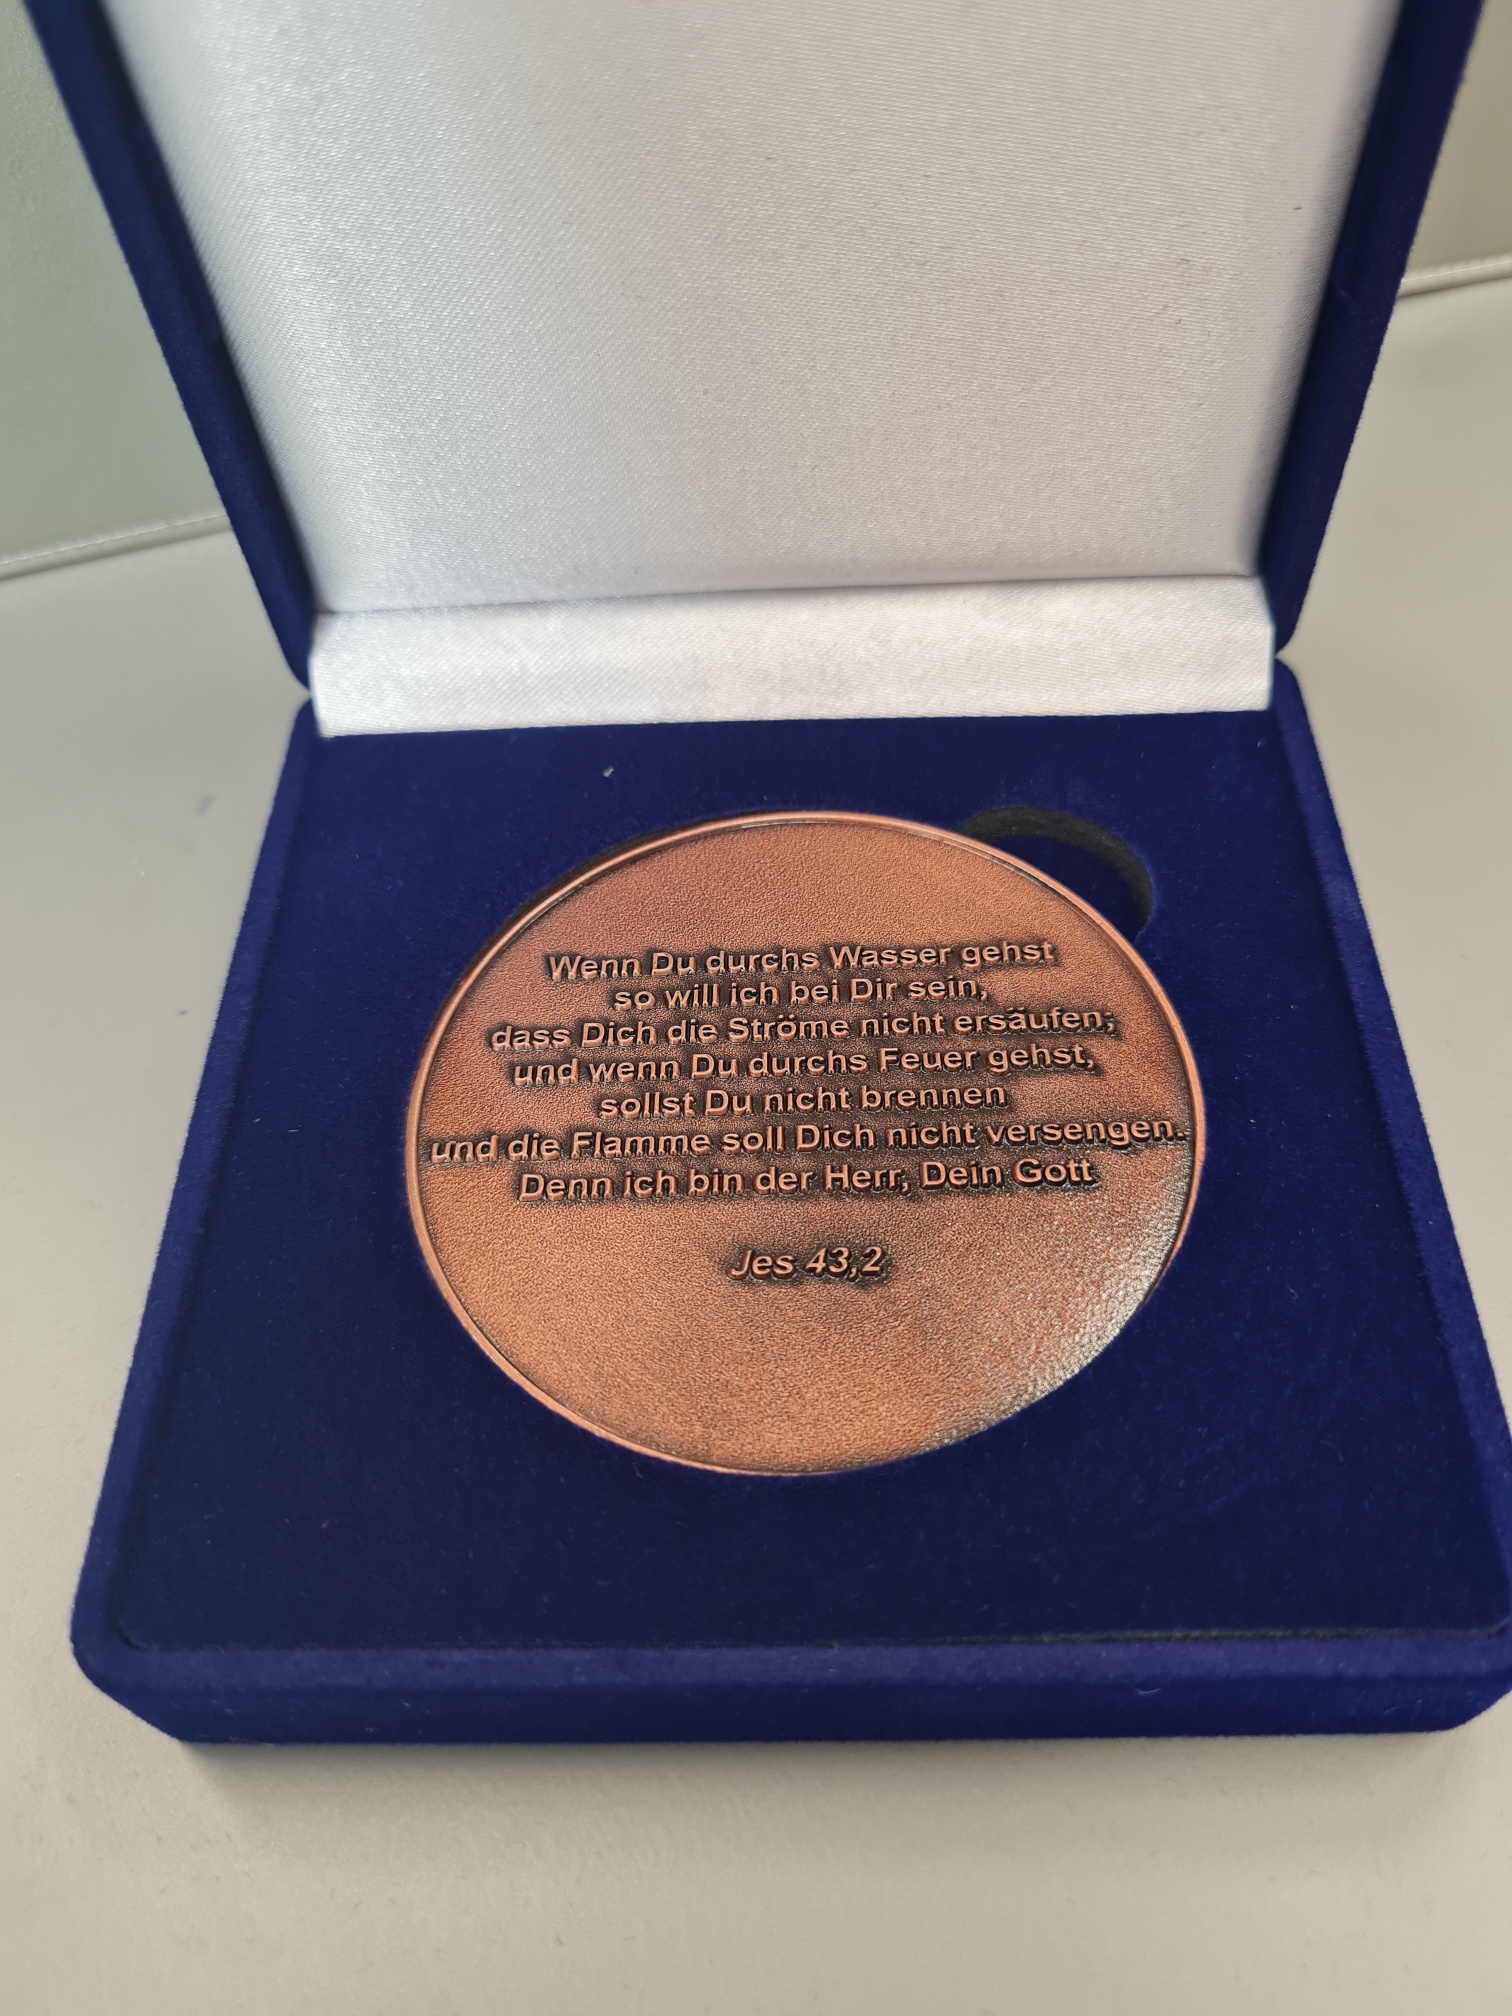 Wenn Du durchs Wasser gehst
so will ich bei Dir sein,
dass Dich die Ströme nicht ersäufen;
und wenn Du durchs Feuer gehst,
sollst Du nicht brennen
und die Flamme soll Dich nicht versengen.
Denn ich bin der Herr, Dein Gott
Jes 43,2